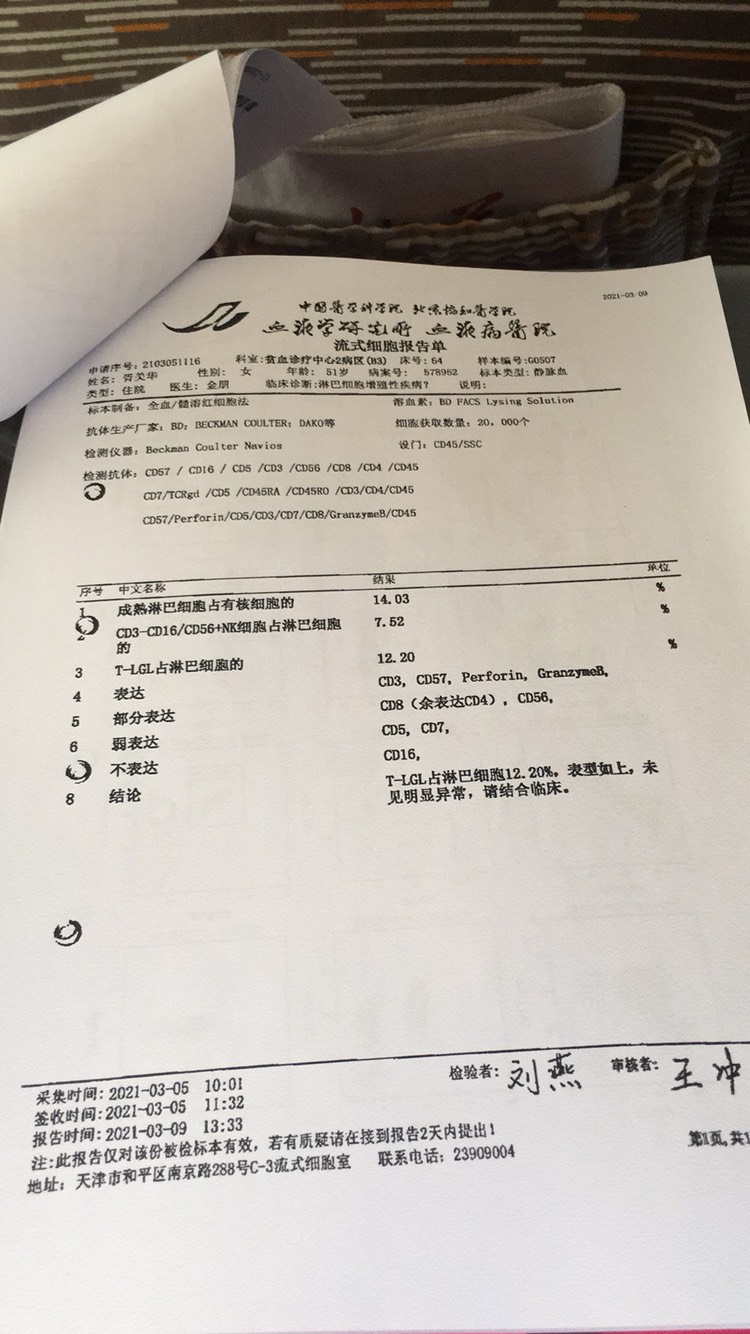 2021-03-09
中国医学科学院 北京协和医学院
血液学研究所 血液病医院
流式细胞报告单
申请序号: 2103051116 科室: 贫血诊疗中心2病区(B3) 床号: 64 样本编号: G0507
姓名: 胥美华 性别: 女 年龄: 51岁 病案号: 578962 标本类型: 静脉血
类型: 住院 医生: 金朋 临床诊断: 淋巴细胞增殖性疾病? 说明:
标本制备: 全血/髓溶红细胞法 溶血素: BD FACS Lysing Solution
抗体生产厂家: BD; BECKMAN COULTER; DAKO等 细胞获取数量: 20,000个
检测仪器: Beckman Coulter Navios 设门: CD45/SSC
检测抗体: CD57 / CD16 / CD5 /CD3 /CD56 /CD8 /CD4 /CD45
CD7/TCRgd /CD5 /CD45RA /CD45RO /CD3/CD4/CD45
CD57/Perforin/CD5/CD3/CD7/CD8/GranzymeB/CD45
序号 中文名称 结果 单位
1 成熟淋巴细胞占有核细胞的 14.03 %
2 CD3-CD16/CD56+NK细胞占淋巴细胞 7.52 %
的
3 T-LGL占淋巴细胞的 12.20 %
4 表达 CD3, CD57, Perforin, GranzymeB,
5 部分表达 CD8（余表达CD4）, CD56,
6 弱表达 CD5, CD7,
不表达 CD16,
8 结论 T-LGL占淋巴细胞12.20%, 表型如上, 未
见明显异常, 请结合临床。
采集时间: 2021-03-05 10:01 检验者: 刘燕 审核者: 王冲
签收时间: 2021-03-05 11:32
报告时间: 2021-03-09 13:33
注: 此报告仅对该份被检标本有效, 若有质疑请在接到报告2天内提出!
地址: 天津市和平区南京路288号C-3流式细胞室 联系电话: 23909004
第1页, 共1